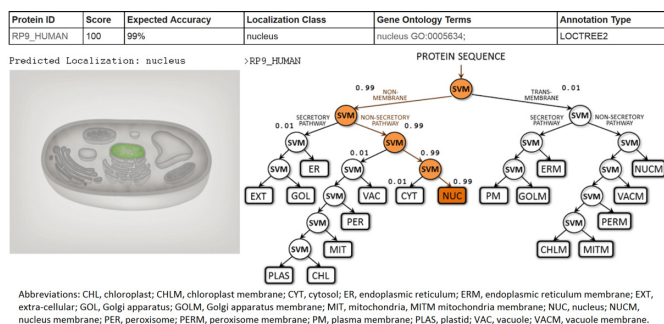 Protein ID Score Expected Accuracy Localization Class Gene Ontology Terms Annotation Type
RP9_HUMAN 100 99% nucleus nucleus GO:0005634; LOCTREE2
Predicted Localization: nucleus
>RP9_HUMAN
PROTEIN SEQUENCE
SVM
0.99
NON-MEMBRANE
TRANS-MEMBRANE
0.01
SVM
SVM
SECRETORY PATHWAY
NON-SECRETORY PATHWAY
SECRETORY PATHWAY
NON-SECRETORY PATHWAY
0.01
0.99
SVM
SVM
SVM
SVM
0.99
SVM
ER
SVM
SVM
ERM
SVM
NUCM
0.01
0.99
EXT
GOL
SVM
VAC
CYT
NUC
PM
GOLM
SVM
VACM
SVM
PER
SVM
PERM
SVM
MIT
CHLM
MITM
PLAS
CHL
Abbreviations: CHL, chloroplast; CHLM, chloroplast membrane; CYT, cytosol; ER, endoplasmic reticulum; ERM, endoplasmic reticulum membrane; EXT,
extra-cellular; GOL, Golgi apparatus; GOLM, Golgi apparatus membrane; MIT, mitochondria, MITM mitochondria membrane; NUC, nucleus; NUCM,
nucleus membrane; PER, peroxisome; PERM, peroxisome membrane; PM, plasma membrane; PLAS, plastid; VAC, vacuole; VACM, vacuole membrane.